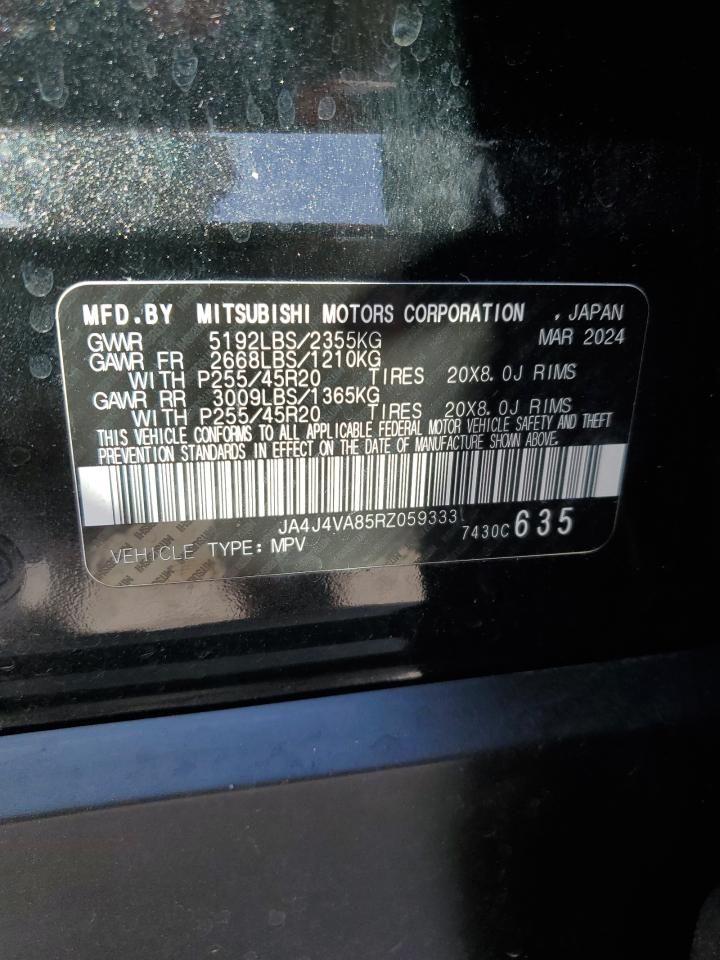 MFD.BY MITSUBISHI MOTORS CORPORATION , JAPAN
GVWR 5192LBS/2355KG MAR 2024
GAWR FR 2668LBS/1210KG
WITH P255/45R20 TIRES 20X8.0J RIMS
GAWR RR 3009LBS/1365KG
WITH P255/45R20 TIRES 20X8.0J RIMS
THIS VEHICLE CONFORMS TO ALL APPLICABLE FEDERAL MOTOR VEHICLE SAFETY AND THEFT
PREVENTION STANDARDS IN EFFECT ON THE DATE OF MANUFACTURE SHOWN ABOVE.
JA4J4VA85RZ059333
VEHICLE TYPE: MPV 7430C 635